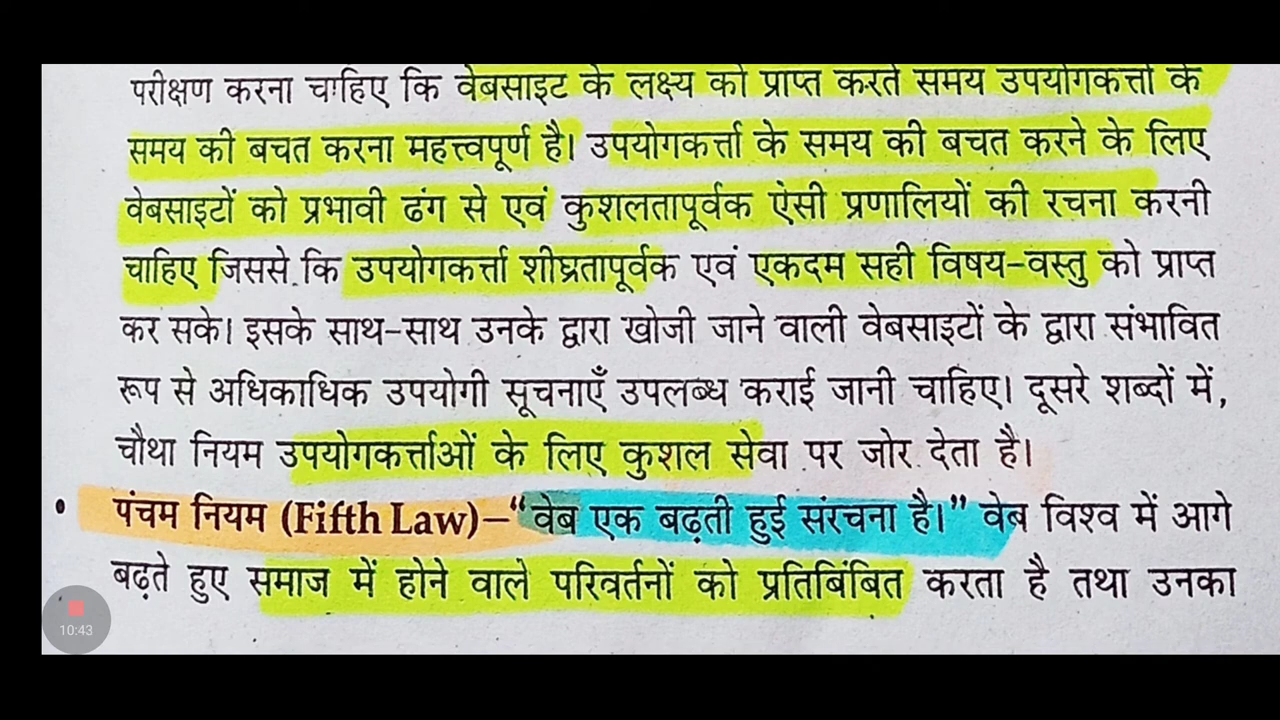 परीक्षण करना चाहिए कि वेबसाइट के लक्ष्य को प्राप्त करते समय उपयोगकर्त्ता के
समय की बचत करना महत्त्वपूर्ण है। उपयोगकर्त्ता के समय की बचत करने के लिए
वेबसाइटों को प्रभावी ढंग से एवं कुशलतापूर्वक ऐसी प्रणालियों की रचना करनी
चाहिए जिससे कि उपयोगकर्त्ता शीघ्रतापूर्वक एवं एकदम सही विषय-वस्तु को प्राप्त
कर सके। इसके साथ-साथ उनके द्वारा खोजी जाने वाली वेबसाइटों के द्वारा संभावित
रूप से अधिकाधिक उपयोगी सूचनाएँ उपलब्ध कराई जानी चाहिए। दूसरे शब्दों में,
चौथा नियम उपयोगकर्त्ताओं के लिए कुशल सेवा पर जोर देता है।
• पंचम नियम (Fifth Law)–“वेब एक बढ़ती हुई संरचना है।” वेब विश्व में आगे
बढ़ते हुए समाज में होने वाले परिवर्तनों को प्रतिबिंबित करता है तथा उनका
10:43